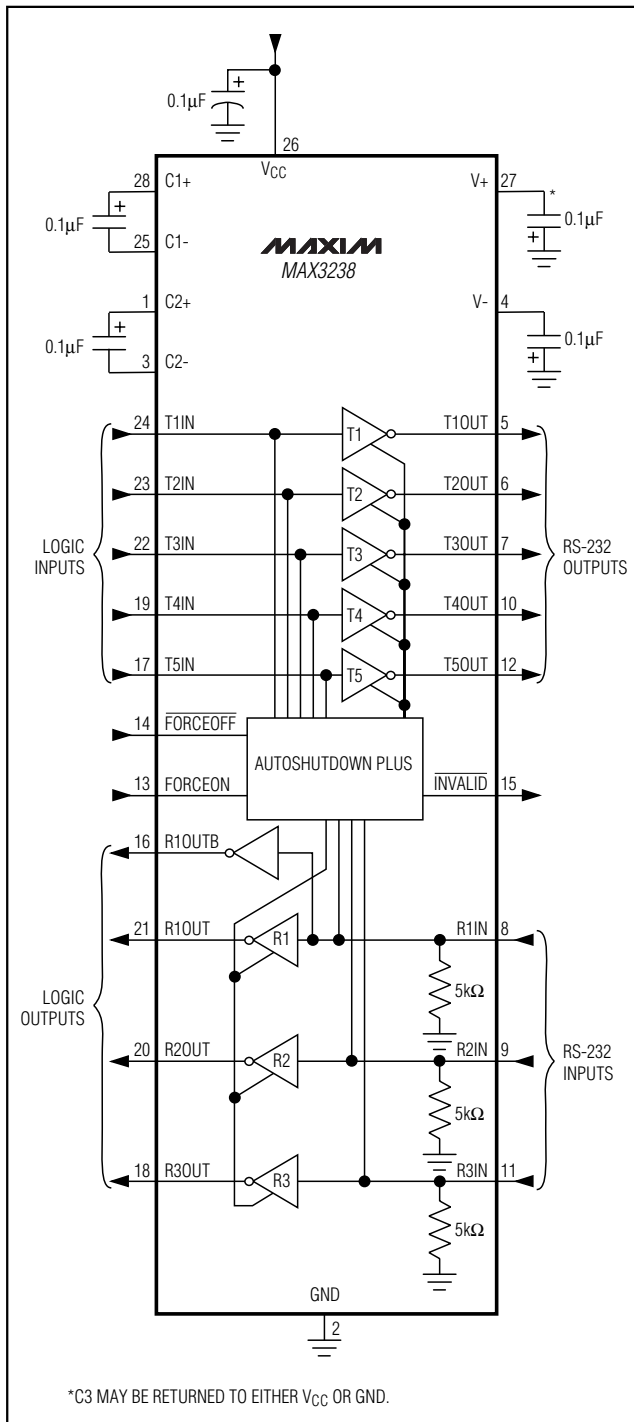 0.1µF
+
26
VCC
28 C1+
V+ 27
*
0.1µF
+
+
0.1µF
25 C1-
MAXIM
MAX3238
1 C2+
V- 4
0.1µF
+
+
0.1µF
3 C2-
24 T1IN
T1
T1OUT 5
23 T2IN
T2
T2OUT 6
LOGIC
INPUTS
22 T3IN
T3
T3OUT 7
RS-232
OUTPUTS
19 T4IN
T4
T4OUT 10
17 T5IN
T5
T5OUT 12
14 FORCEOFF
AUTOSHUTDOWN PLUS
13 FORCEON
INVALID 15
16 R1OUTB
21 R1OUT
R1
R1IN 8
5kΩ
LOGIC
OUTPUTS
20 R2OUT
R2
R2IN 9
RS-232
INPUTS
5kΩ
18 R3OUT
R3
R3IN 11
5kΩ
GND
2
*C3 MAY BE RETURNED TO EITHER VCC OR GND.